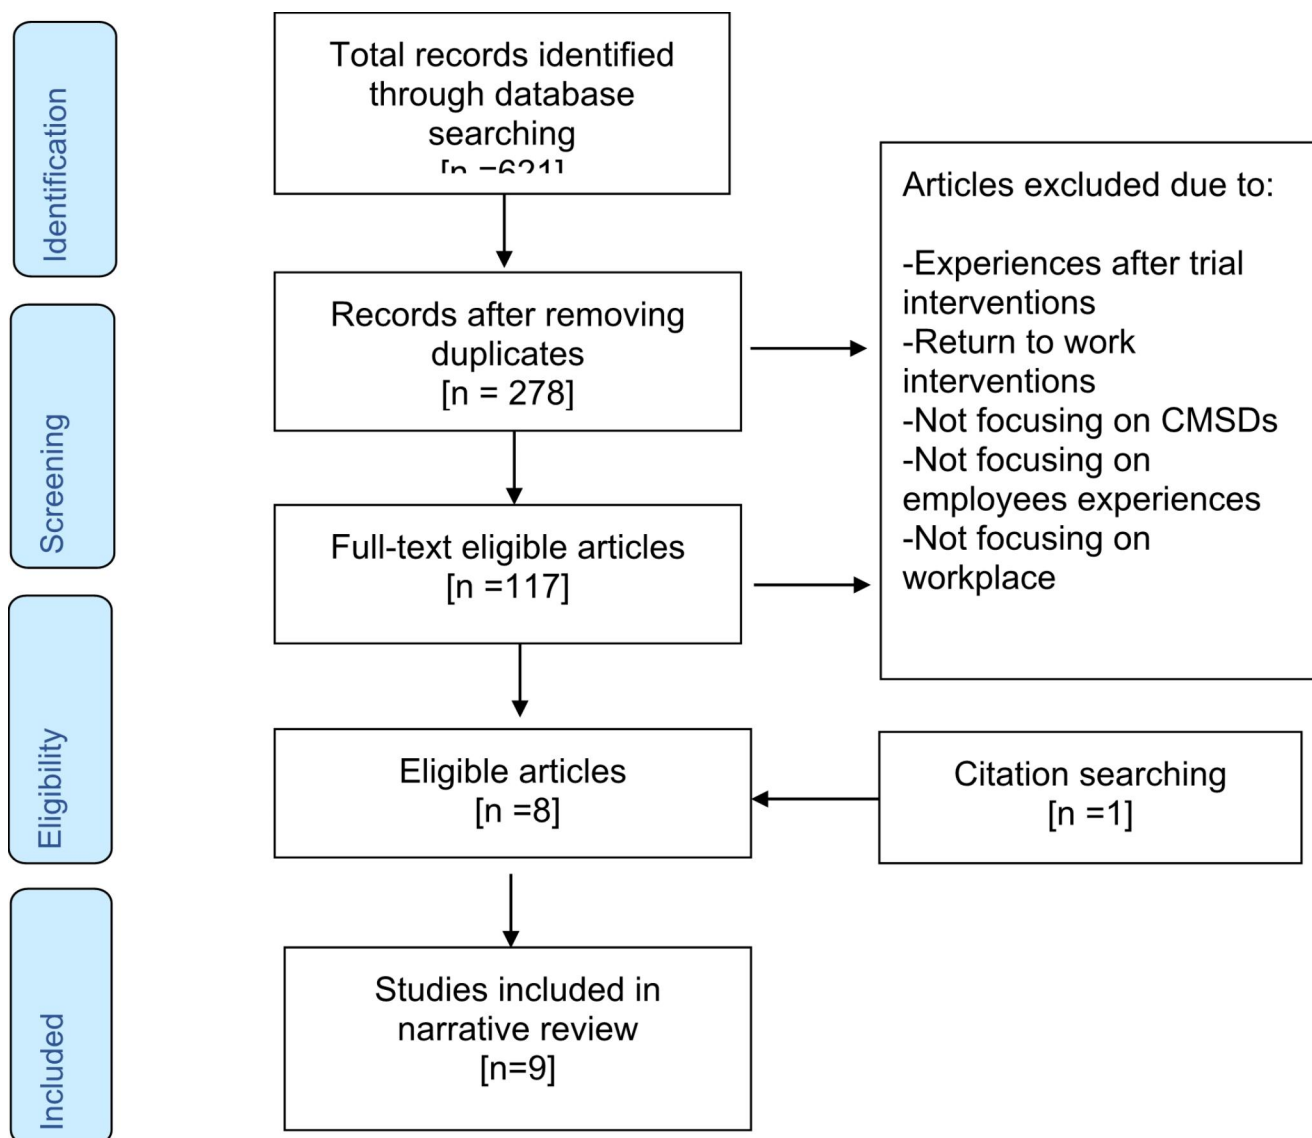 Identification
Total records identified
through database
searching
[n =621]
Articles excluded due to:
-Experiences after trial
interventions
-Return to work
interventions
-Not focusing on CMSDs
-Not focusing on
employees experiences
-Not focusing on
workplace
Screening
Records after removing
duplicates
[n = 278]
Full-text eligible articles
[n =117]
Eligibility
Eligible articles
[n =8]
Citation searching
[n =1]
Included
Studies included in
narrative review
[n=9]